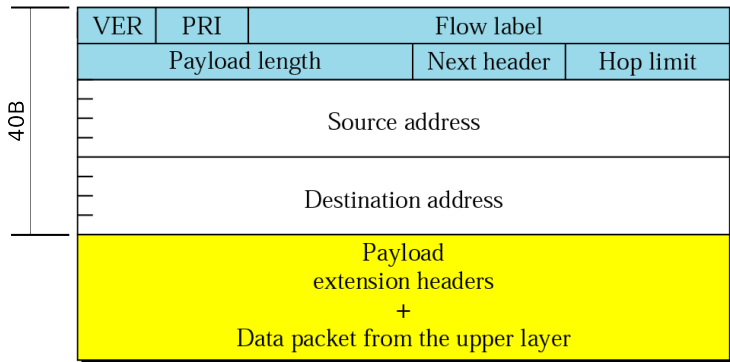 VER PRI Flow label
Payload length Next header Hop limit
40B
Source address
Destination address
Payload
extension headers
+
Data packet from the upper layer